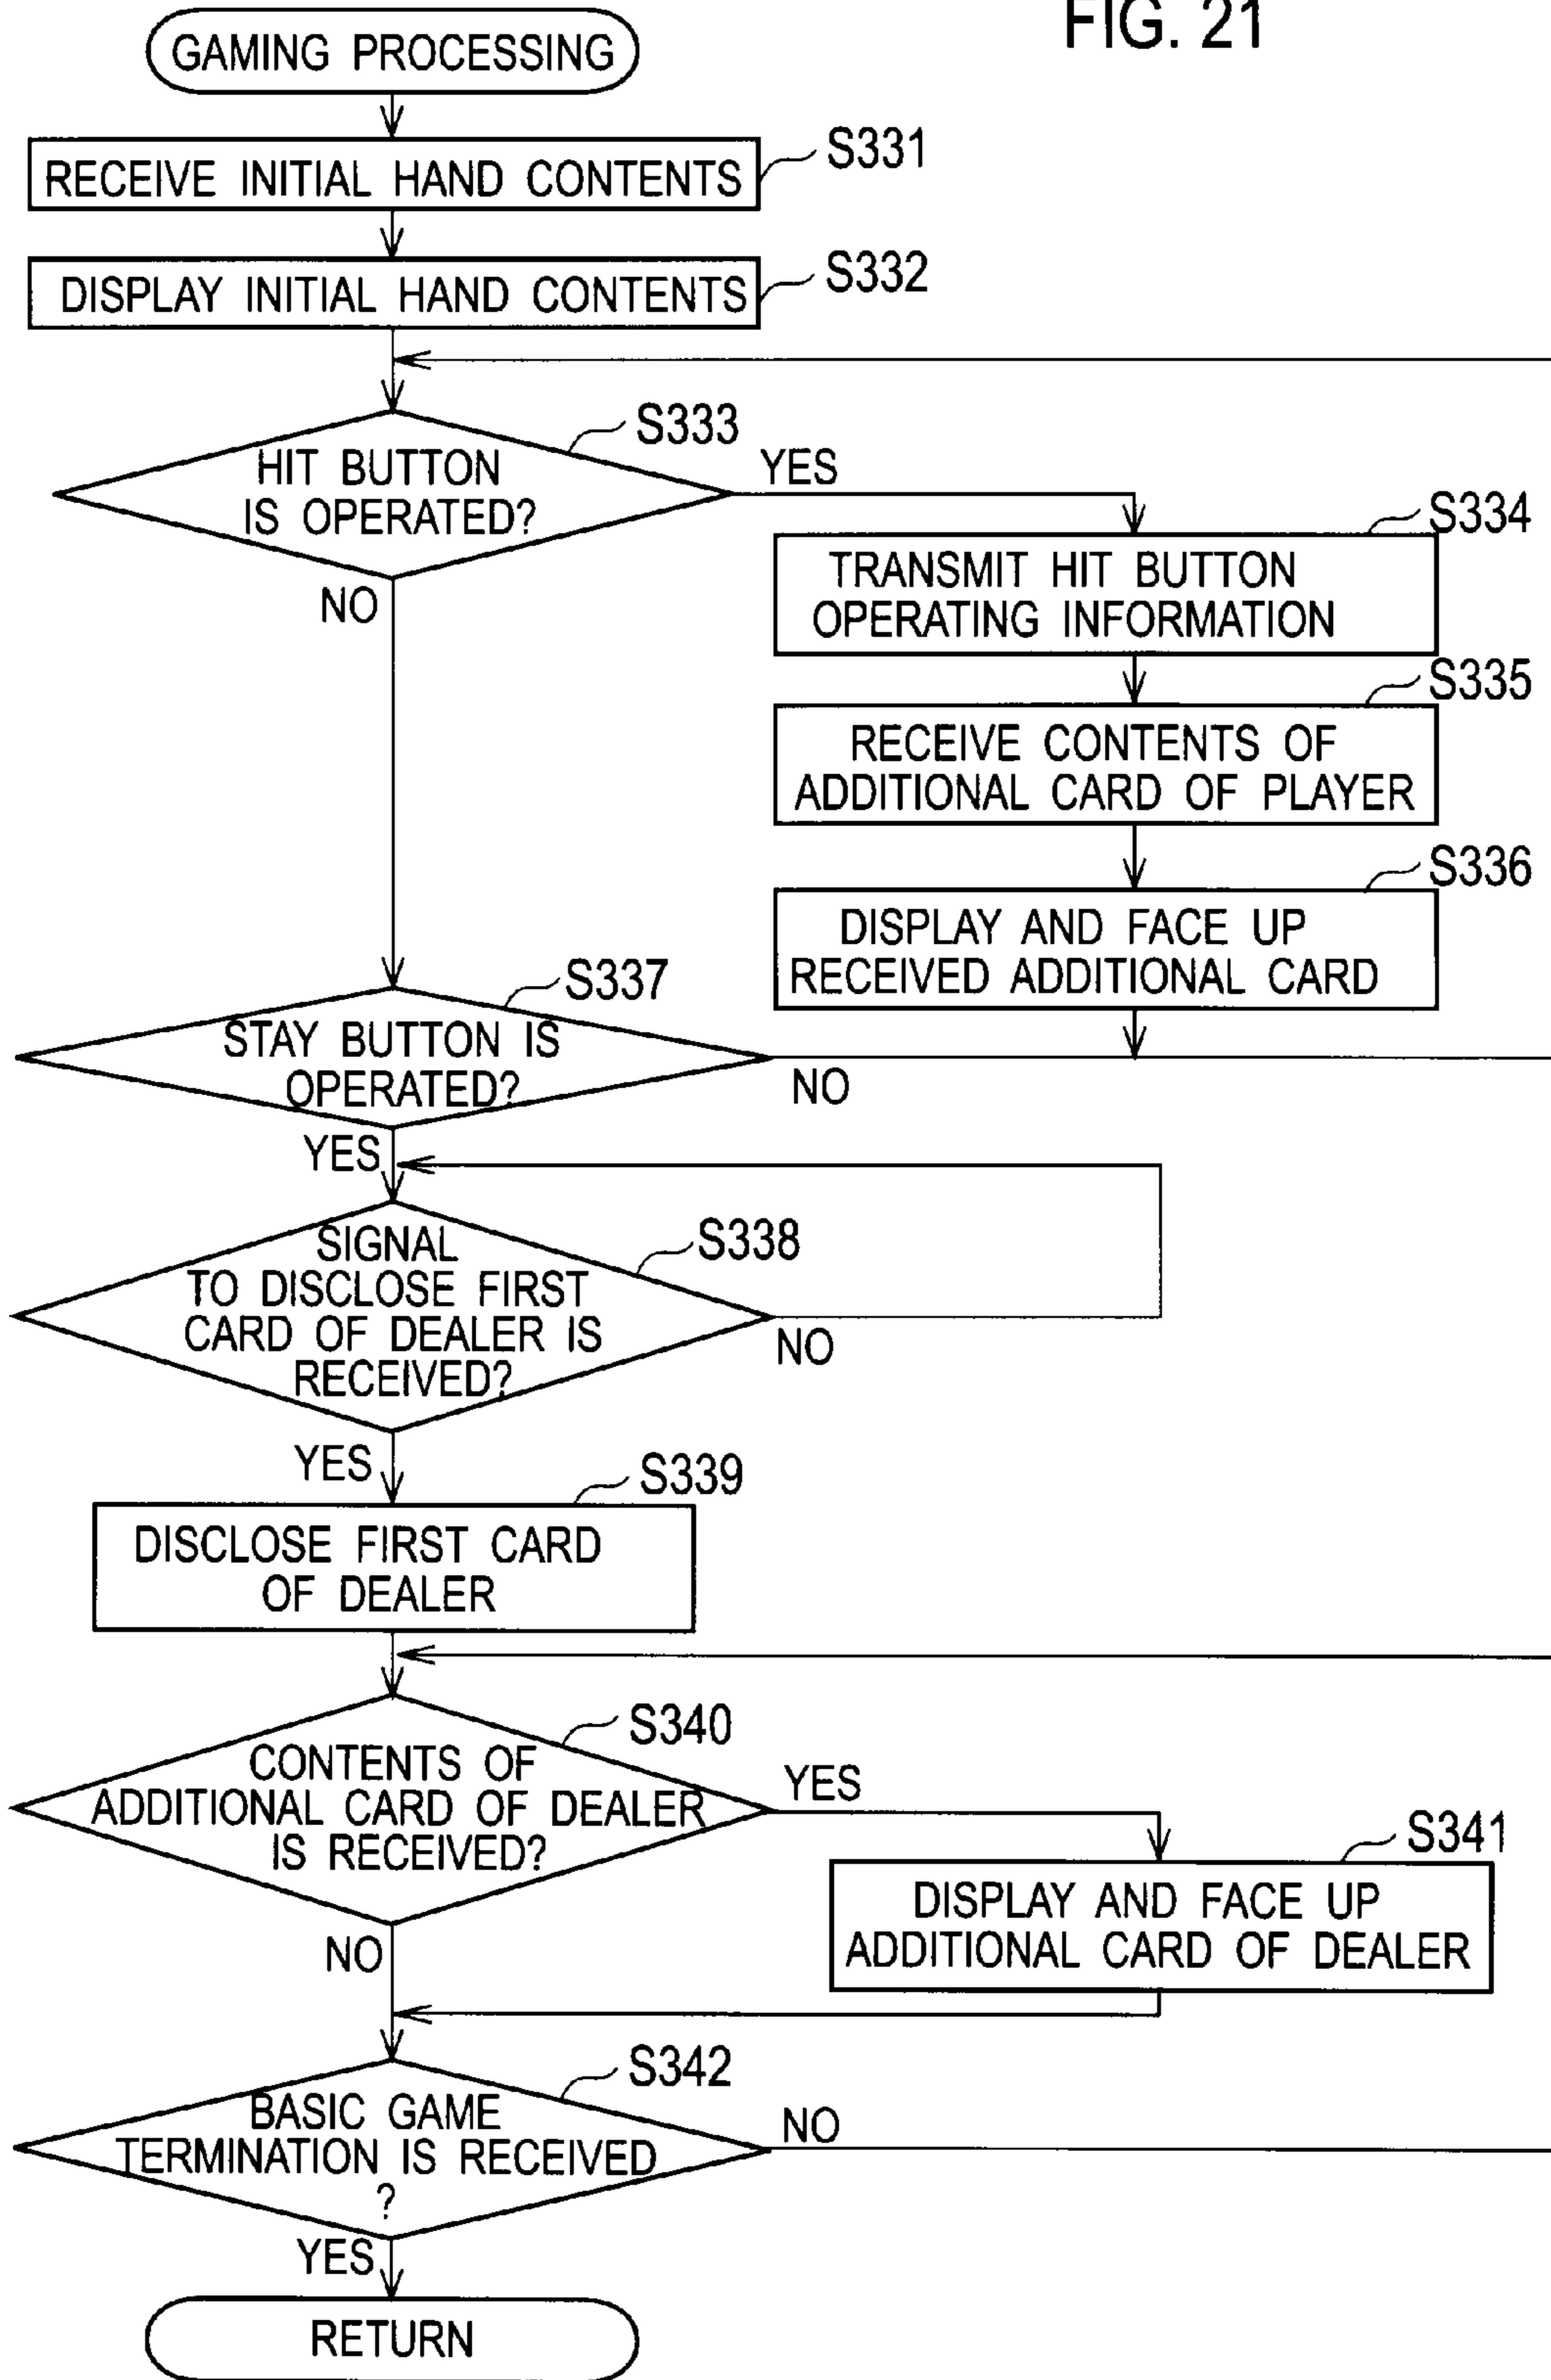 FIG. 21
GAMING PROCESSING
S331
RECEIVE INITIAL HAND CONTENTS
S332
DISPLAY INITIAL HAND CONTENTS
S333
HIT BUTTON
IS OPERATED?
YES
NO
S334
TRANSMIT HIT BUTTON
OPERATING INFORMATION
S335
RECEIVE CONTENTS OF
ADDITIONAL CARD OF PLAYER
S336
DISPLAY AND FACE UP
RECEIVED ADDITIONAL CARD
S337
STAY BUTTON IS
OPERATED?
NO
YES
S338
SIGNAL
TO DISCLOSE FIRST
CARD OF DEALER IS
RECEIVED?
NO
YES
S339
DISCLOSE FIRST CARD
OF DEALER
S340
CONTENTS OF
ADDITIONAL CARD OF DEALER
IS RECEIVED?
YES
NO
S341
DISPLAY AND FACE UP
ADDITIONAL CARD OF DEALER
S342
BASIC GAME
TERMINATION IS RECEIVED
?
NO
YES
RETURN